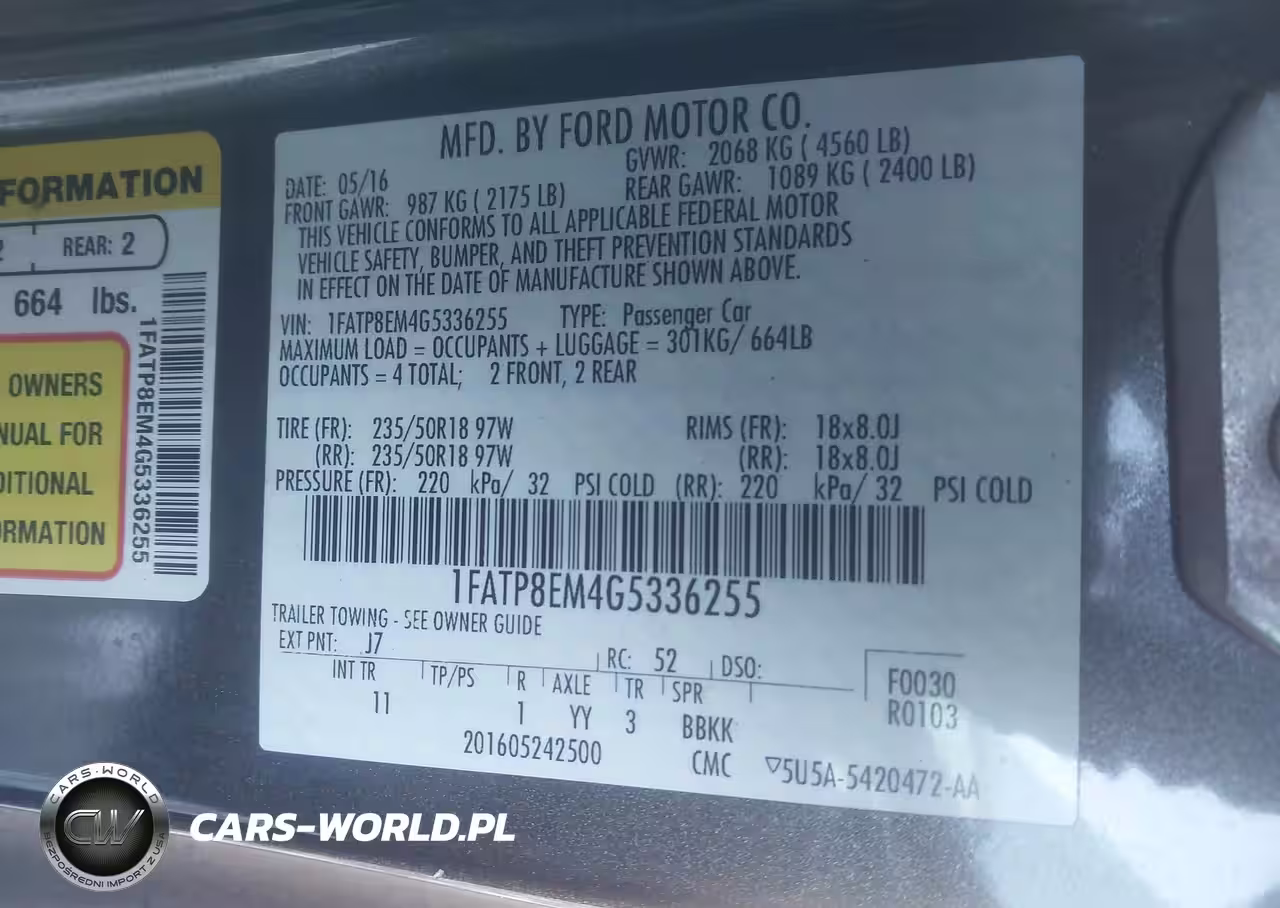 FORMATION
REAR: 2
664 lbs.
OWNERS
NUAL FOR
DITIONAL
ORMATION
1FATP8EM4G5336255
MFD. BY FORD MOTOR CO.
DATE: 05/16 GVWR: 2068 KG ( 4560 LB)
FRONT GAWR: 987 KG ( 2175 LB) REAR GAWR: 1089 KG ( 2400 LB)
THIS VEHICLE CONFORMS TO ALL APPLICABLE FEDERAL MOTOR
VEHICLE SAFETY, BUMPER, AND THEFT PREVENTION STANDARDS
IN EFFECT ON THE DATE OF MANUFACTURE SHOWN ABOVE.
VIN: 1FATP8EM4G5336255 TYPE: Passenger Car
MAXIMUM LOAD = OCCUPANTS + LUGGAGE = 301KG/ 664LB
OCCUPANTS = 4 TOTAL; 2 FRONT, 2 REAR
TIRE (FR): 235/50R18 97W RIMS (FR): 18x8.0J
(RR): 235/50R18 97W (RR): 18x8.0J
PRESSURE (FR): 220 kPa/ 32 PSI COLD (RR): 220 kPa/ 32 PSI COLD
1FATP8EM4G5336255
TRAILER TOWING - SEE OWNER GUIDE
EXT PNT: J7 RC: 52 DSO:
INT TR TP/PS R AXLE TR SPR F0030
11 1 YY 3 BBKK R0103
201605242500 CMC ▽5U5A-5420472-AA
CARS-WORLD
CW
BEZPOŚREDNI IMPORT Z USA
CARS-WORLD.PL